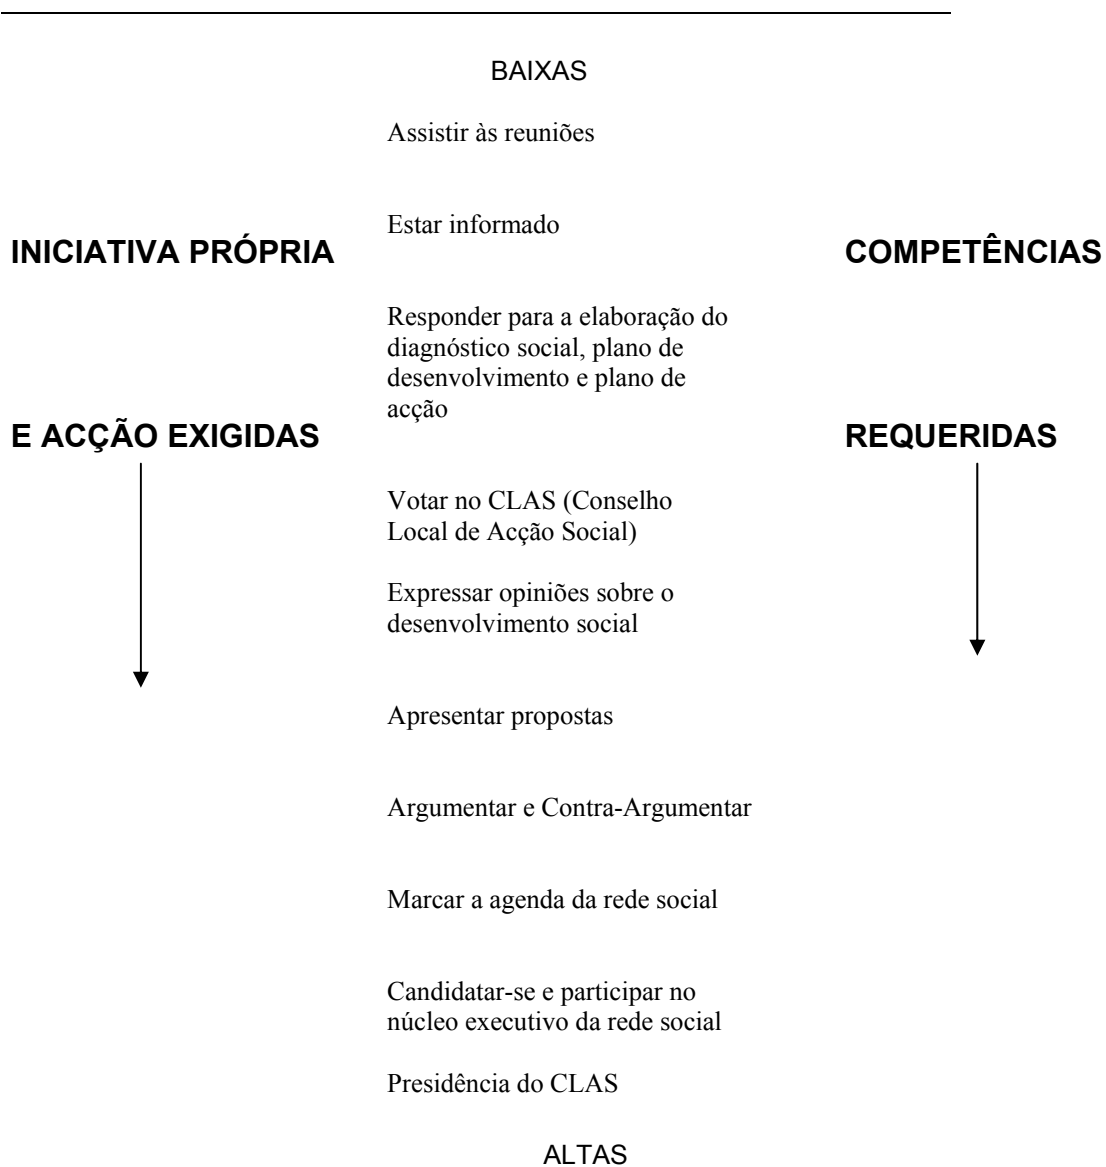 BAIXAS
Assistir às reuniões
Estar informado
INICIATIVA PRÓPRIA
COMPETÊNCIAS
Responder para a elaboração do
diagnóstico social, plano de
desenvolvimento e plano de
acção
E ACÇÃO EXIGIDAS
REQUERIDAS
Votar no CLAS (Conselho
Local de Acção Social)
Expressar opiniões sobre o
desenvolvimento social
Apresentar propostas
Argumentar e Contra-Argumentar
Marcar a agenda da rede social
Candidatar-se e participar no
núcleo executivo da rede social
Presidência do CLAS
ALTAS